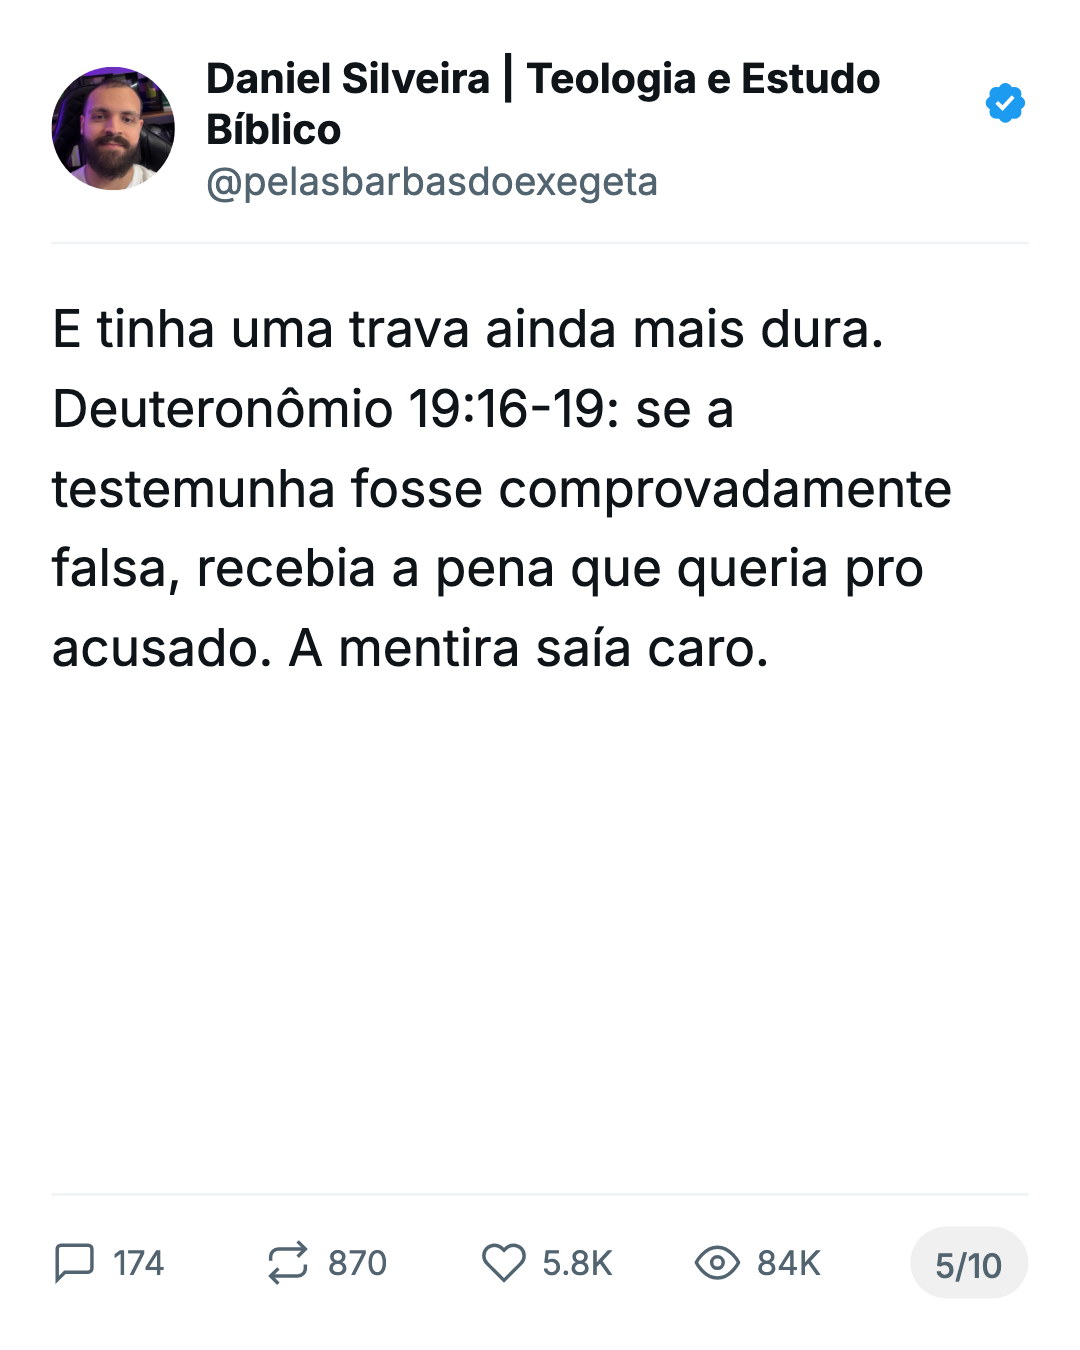 Daniel Silveira | Teologia e Estudo
Bíblico
@pelasbarbasdoexegeta
E tinha uma trava ainda mais dura.
Deuteronômio 19:16-19: se a
testemunha fosse comprovadamente
falsa, recebia a pena que queria pro
acusado. A mentira saía caro.
174 870 5.8K 84K 5/10